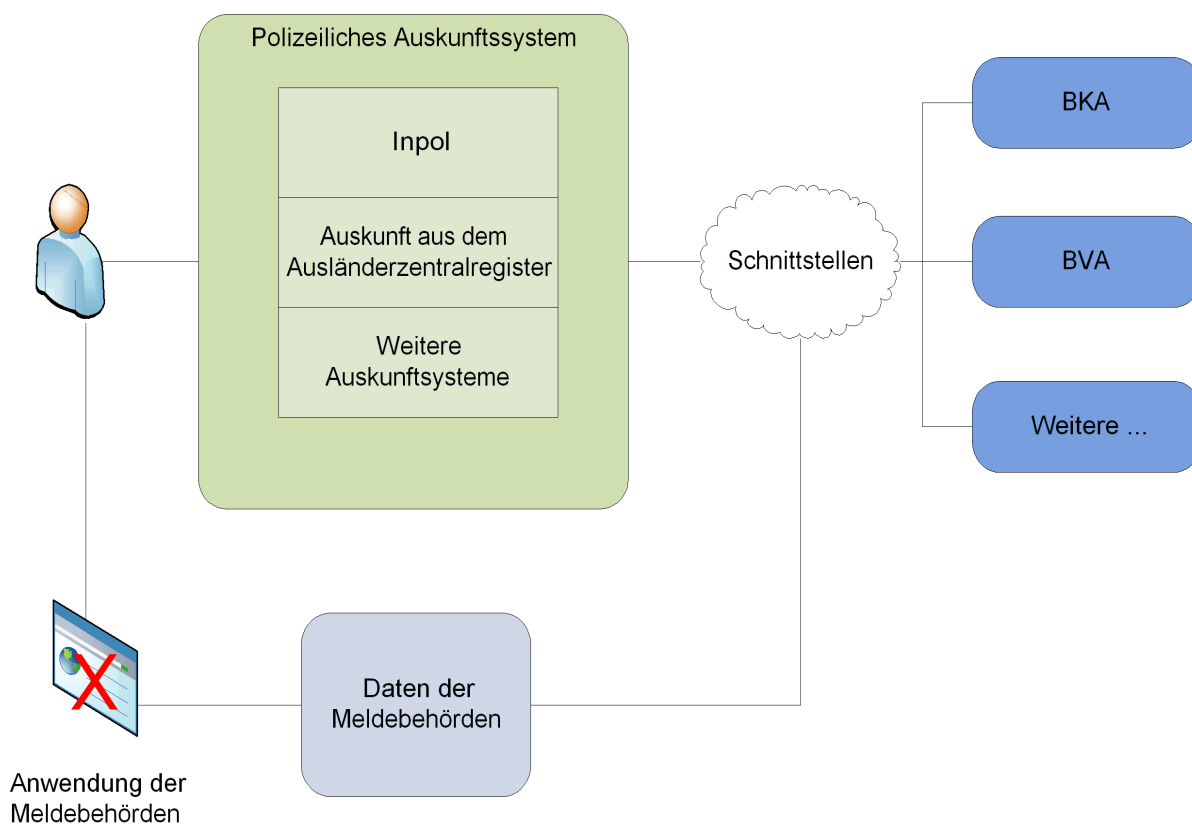 Polizeiliches Auskunftssystem
Inpol
Auskunft aus dem
Ausländerzentralregister
Weitere
Auskunftsysteme
Schnittstellen
BKA
BVA
Weitere ...
Daten der
Meldebehörden
Anwendung der
Meldebehörden